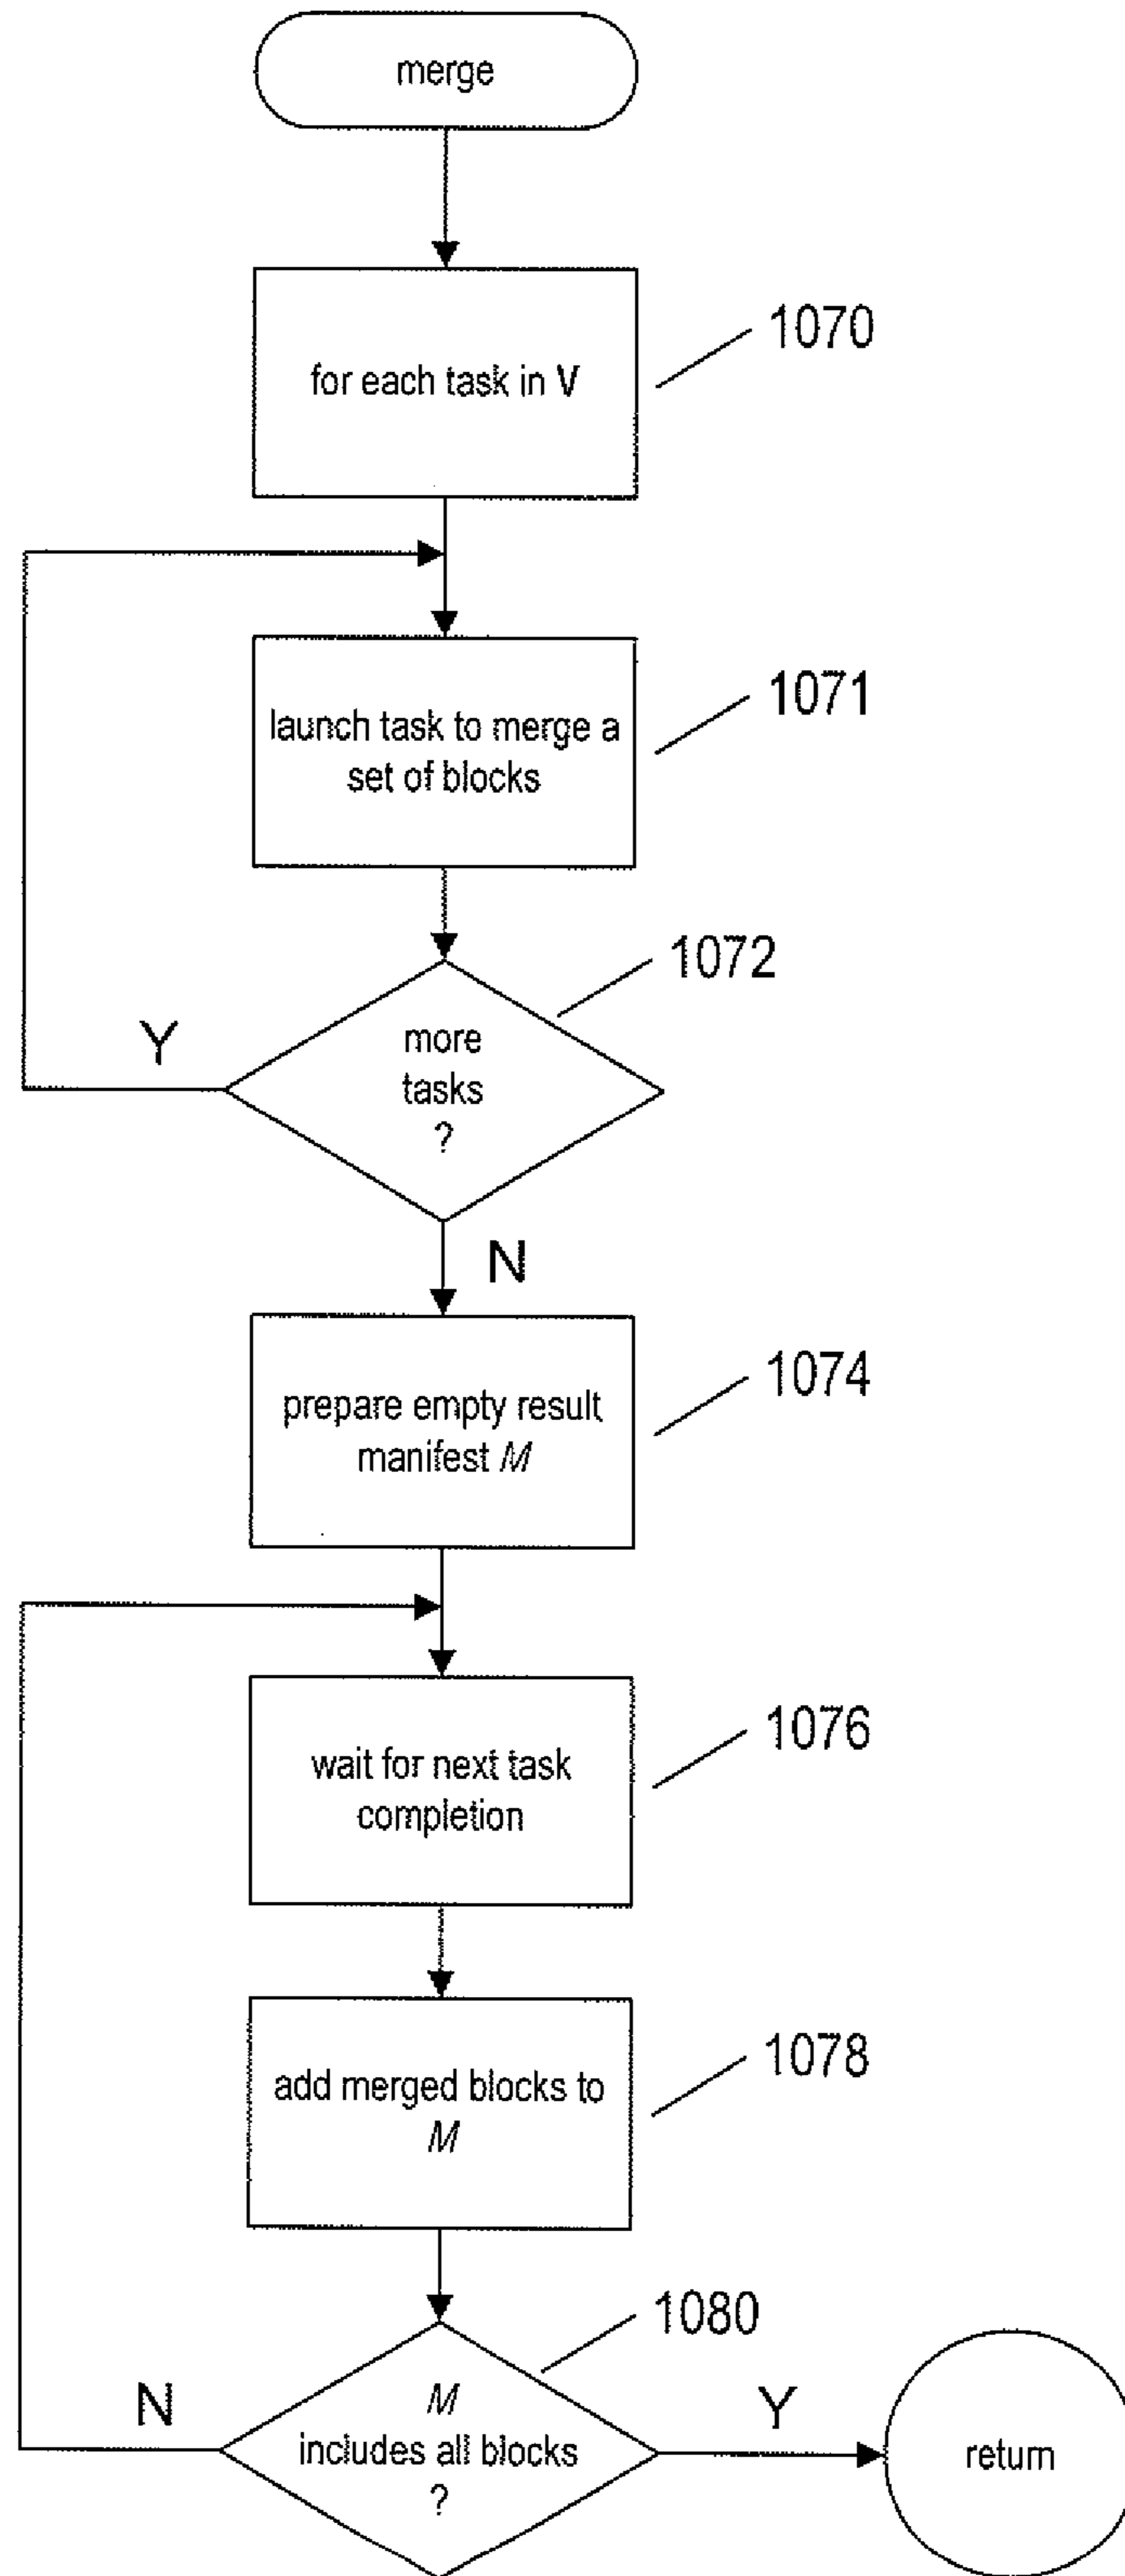 merge
for each task in V
1070
launch task to merge a
set of blocks
1071
more
tasks
?
1072
Y
N
prepare empty result
manifest M
1074
wait for next task
completion
1076
add merged blocks to
M
1078
M
includes all blocks
?
1080
N
Y
return